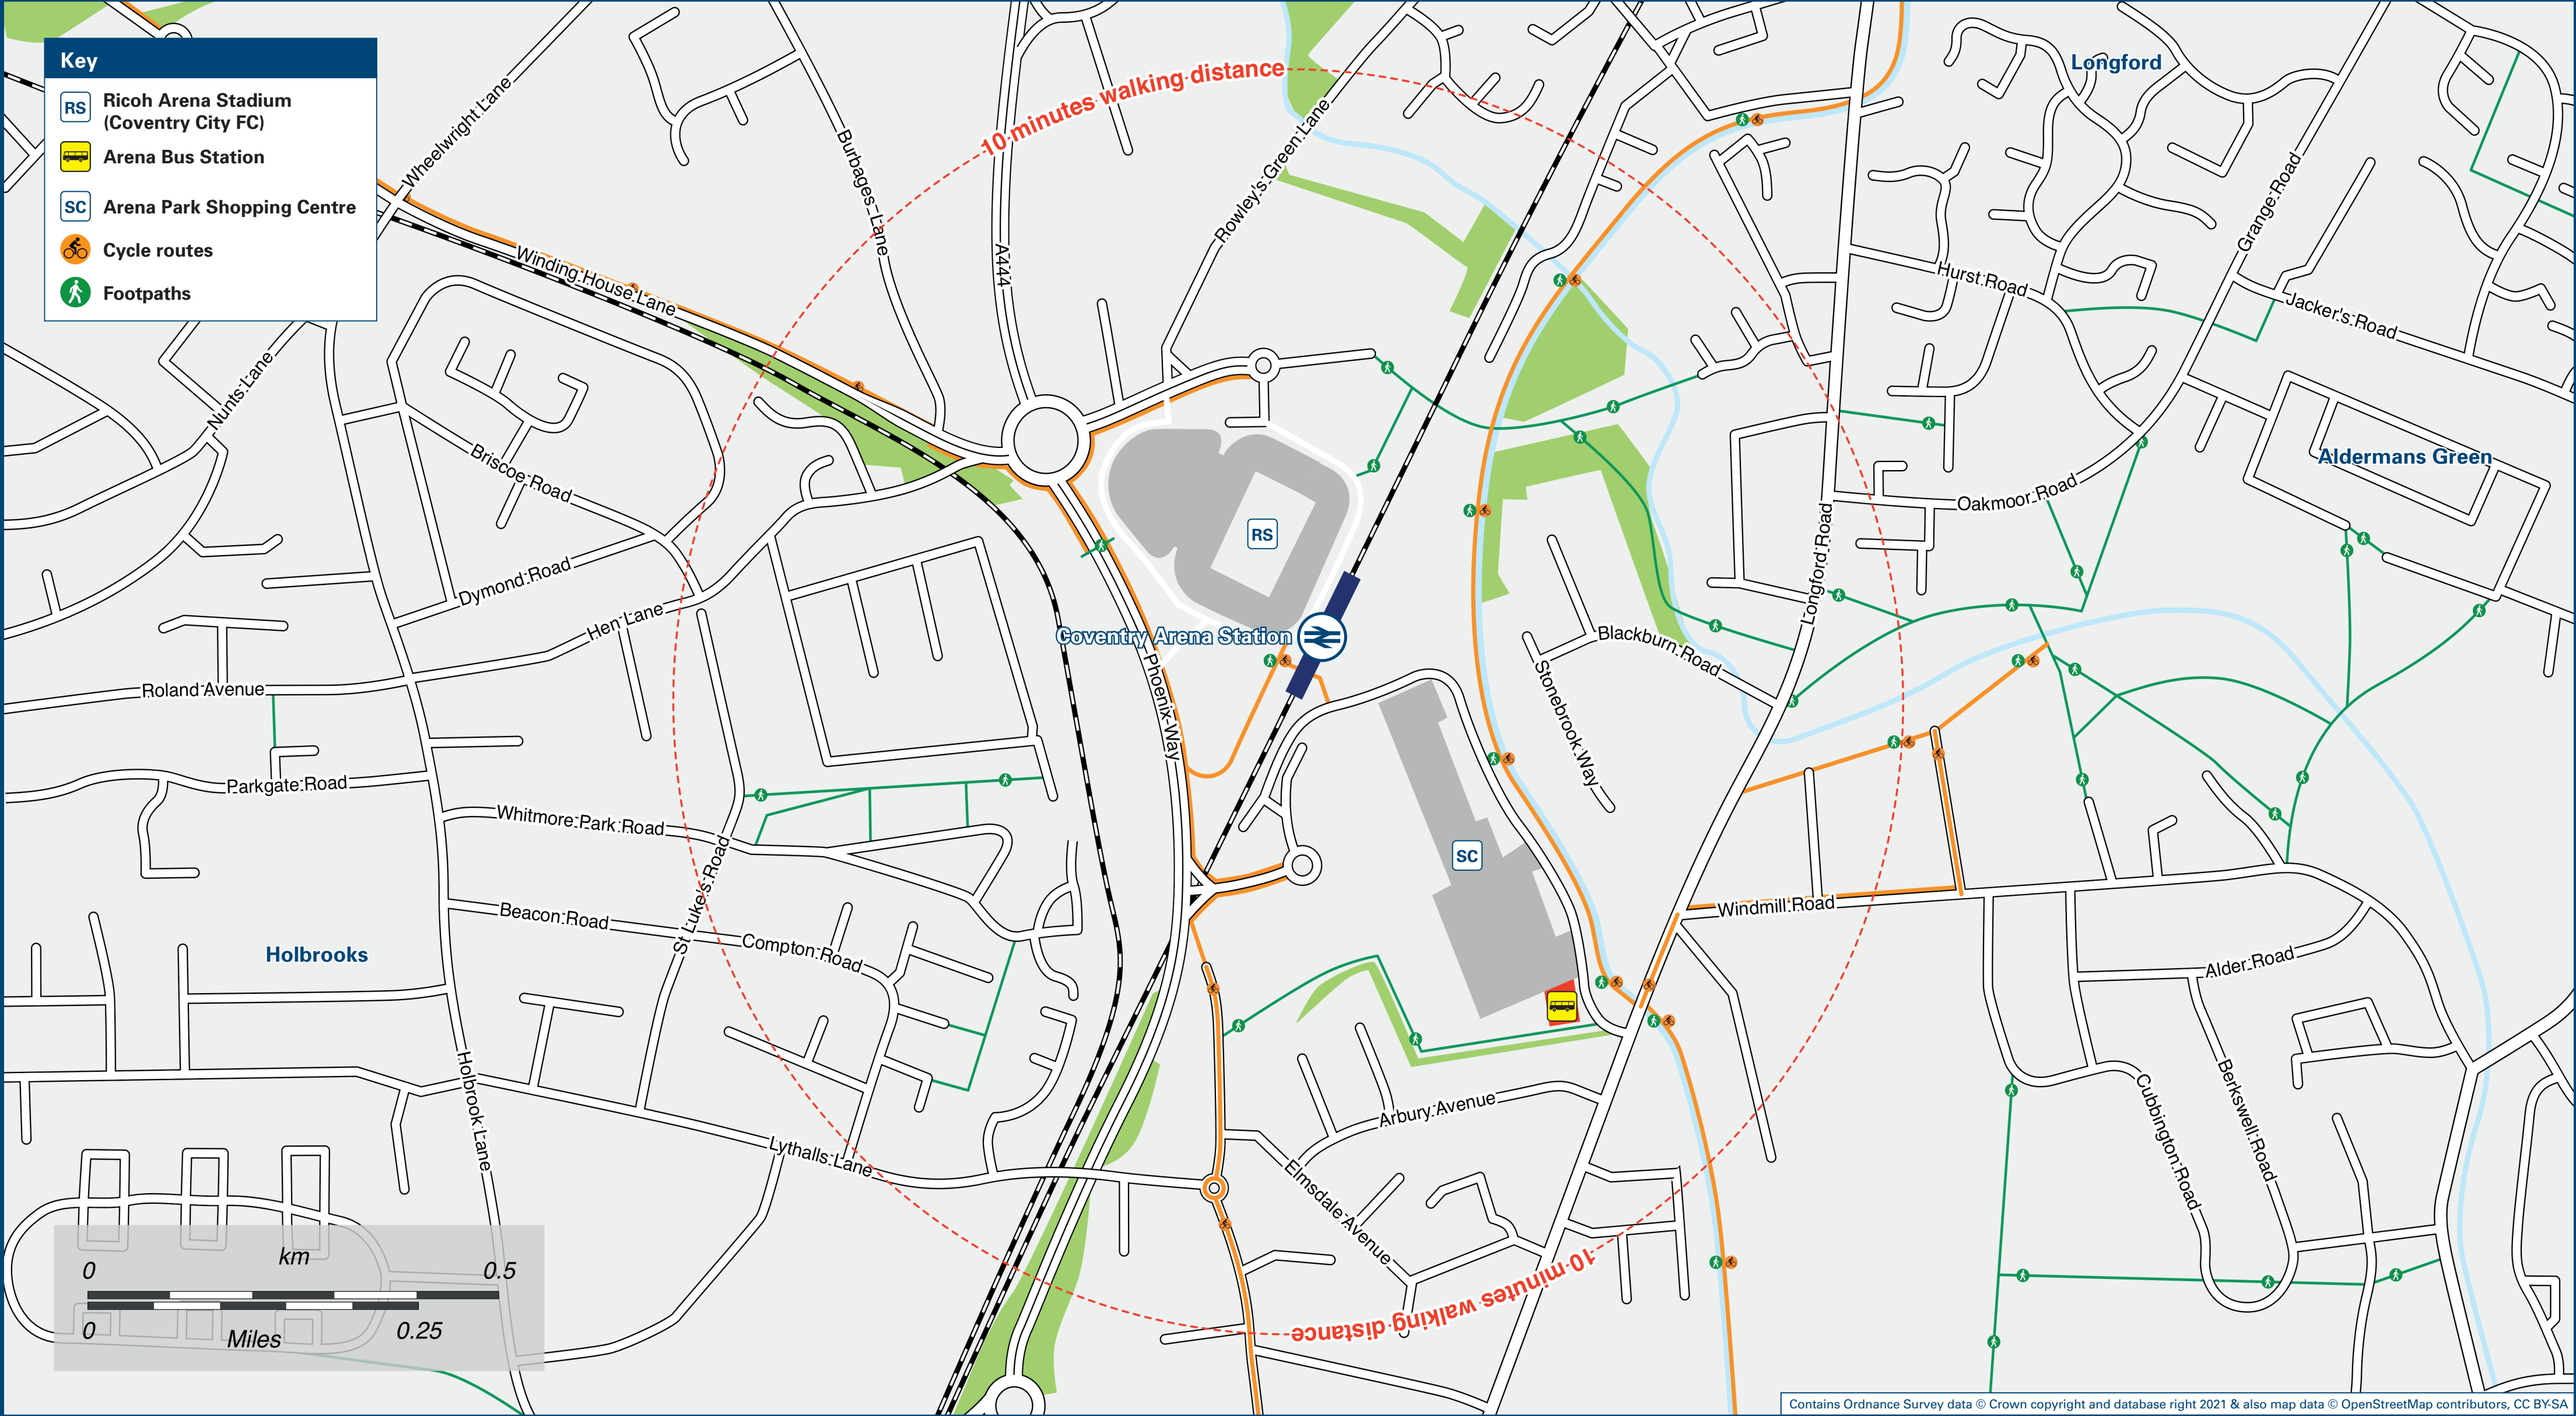 Key
RS
Ricoh Arena Stadium
(Coventry City FC)
Arena Bus Station
SC
Arena Park Shopping Centre
Cycle routes
Footpaths
10 minutes walking distance
Longford
Wheelwright Lane
Burbages Lane
Rowley's Green Lane
A444
Grange Road
Winding House Lane
Hurst Road
Jacker's Road
Nunts Lane
Briscoe Road
Aldermans Green
Oakmoor Road
RS
Longford Road
Dymond Road
Hen Lane
Coventry Arena Station
Blackburn Road
Roland Avenue
Phoenix Way
Stonebrook Way
Parkgate Road
Whitmore Park Road
SC
St Luke's Road
Windmill Road
Beacon Road
Compton Road
Holbrooks
Alder Road
Holbrook Lane
Arbury Avenue
Lythalls Lane
Elmsdale Avenue
Cubbington Road
Berkswell Road
10 minutes walking distance
km
0
0.5
0
Miles
0.25
Contains Ordnance Survey data © Crown copyright and database right 2021 & also map data © OpenStreetMap contributors, CC BY-SA